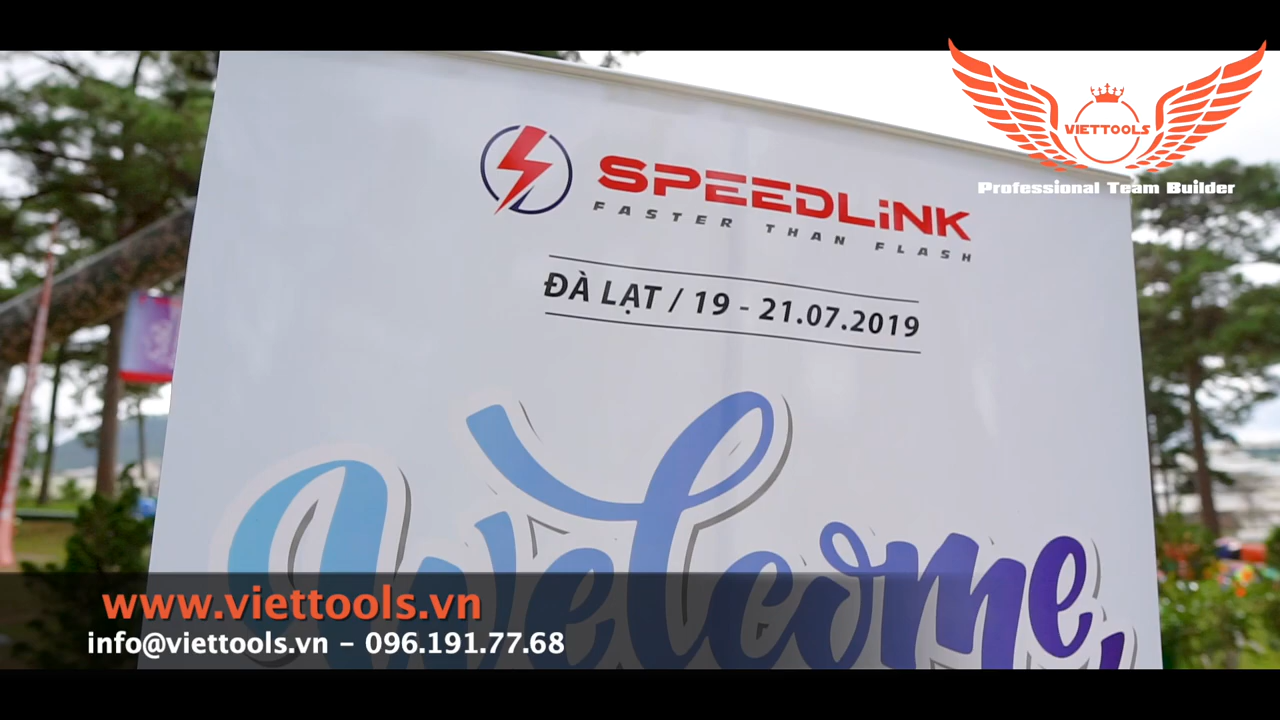 VIETTOOLS
Professional Team Builder
SPEEDLiNK
FASTER THAN FLASH
ĐÀ LẠT / 19 - 21.07.2019
Welcome
www.viettools.vn
info@viettools.vn – 096.191.77.68